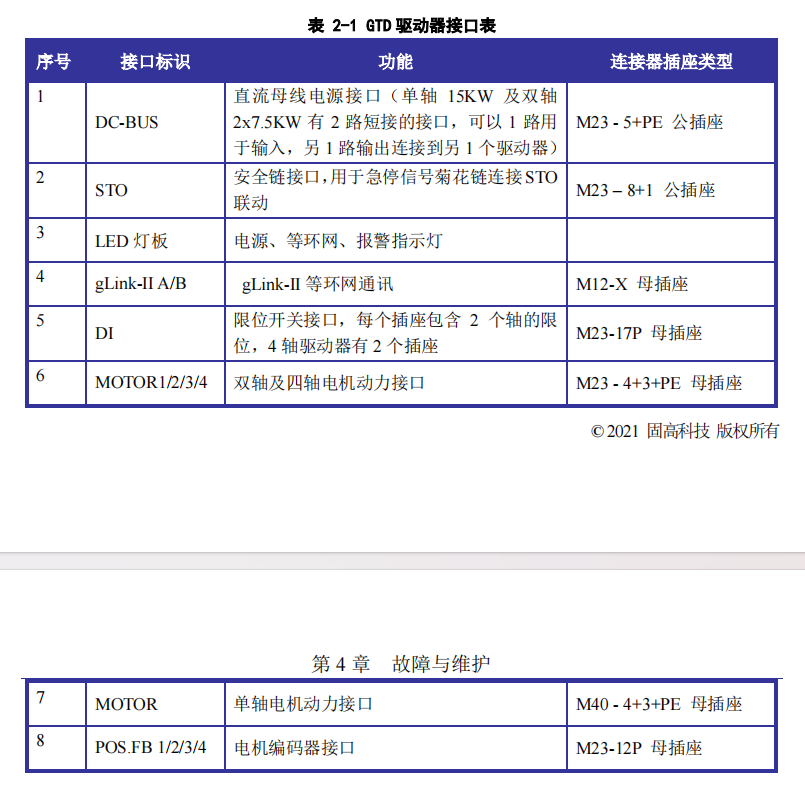 表 2-1 GTD 驱动器接口表
序号 接口标识 功能 连接器插座类型
1 DC-BUS 直流母线电源接口（单轴 15KW 及双轴
2x7.5KW 有 2 路短接的接口，可以 1 路用
于输入，另 1 路输出连接到另 1 个驱动器） M23 - 5+PE 公插座
2 STO 安全链接口，用于急停信号菊花链连接 STO
联动 M23 – 8+1 公插座
3 LED 灯板 电源、等环网、报警指示灯
4 gLink-II A/B gLink-II 等环网通讯 M12-X 母插座
5 DI 限位开关接口，每个插座包含 2 个轴的限
位，4 轴驱动器有 2 个插座 M23-17P 母插座
6 MOTOR1/2/3/4 双轴及四轴电机动力接口 M23 - 4+3+PE 母插座
© 2021 固高科技 版权所有
第 4 章 故障与维护
7 MOTOR 单轴电机动力接口 M40 - 4+3+PE 母插座
8 POS.FB 1/2/3/4 电机编码器接口 M23-12P 母插座